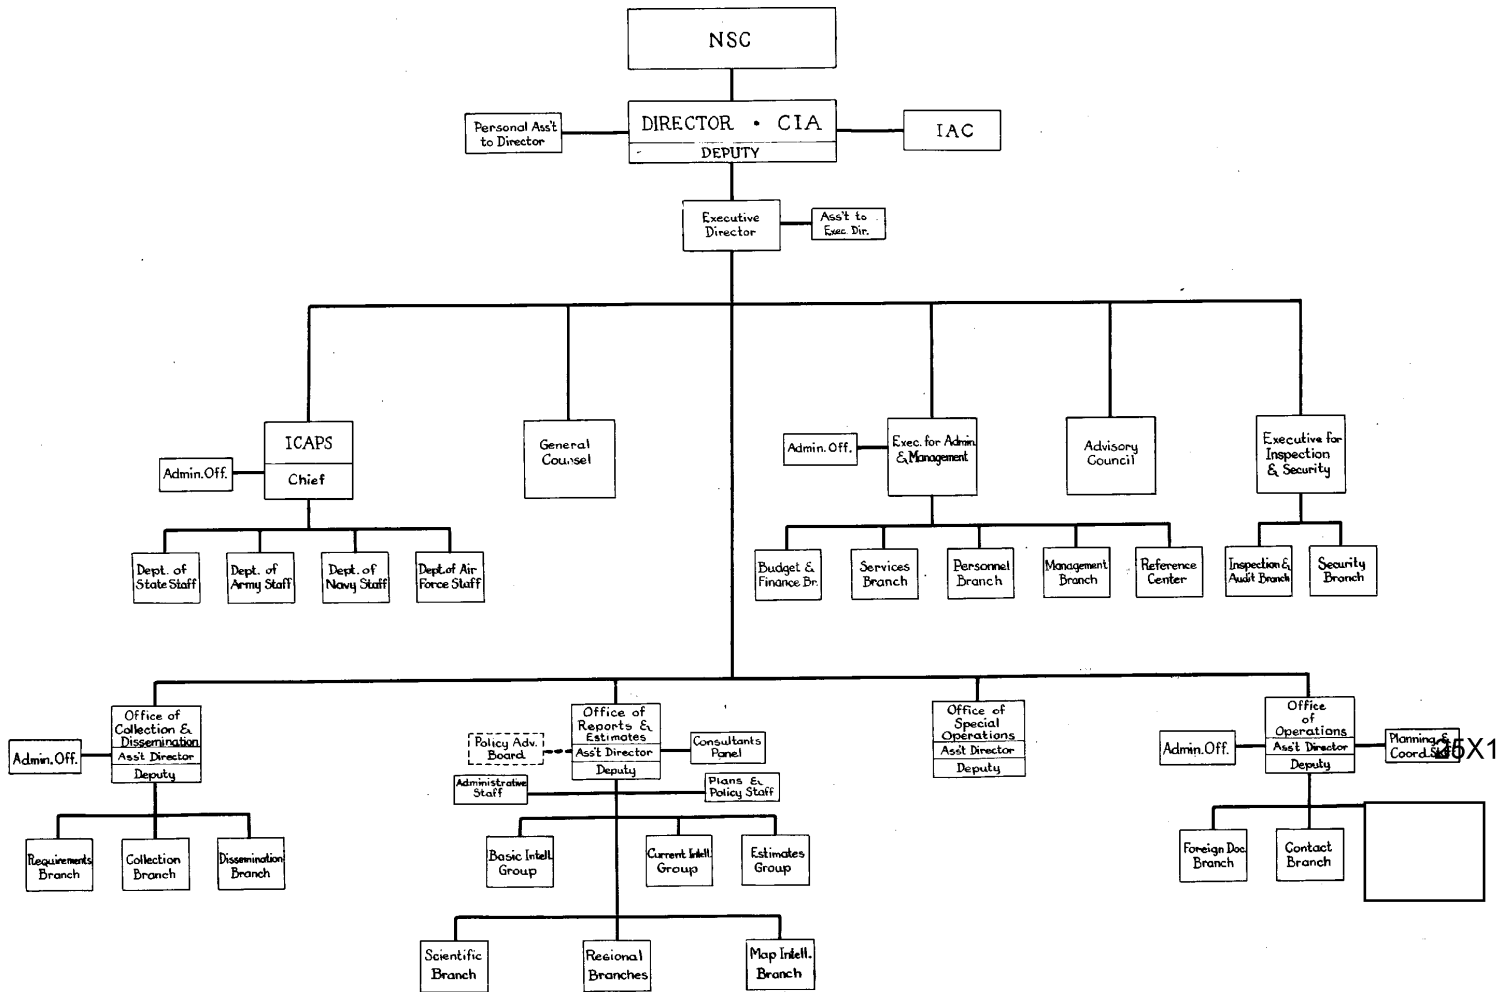 NSC
Personal Ass't
to Director
DIRECTOR • CIA
DEPUTY
IAC
Executive
Director
Ass't to
Exec. Dir.
ICAPS
Chief
Admin. Off.
General
Counsel
Admin. Off.
Exec. for Admin.
& Management
Advisory
Council
Executive for
Inspection
& Security
Dept. of
State Staff
Dept. of
Army Staff
Dept. of
Navy Staff
Dept. of Air
Force Staff
Budget &
Finance Br.
Services
Branch
Personnel
Branch
Management
Branch
Reference
Center
Inspection &
Audit Branch
Security
Branch
Office of
Collection &
Dissemination
Ass't Director
Deputy
Admin. Off.
Office of
Reports &
Estimates
Ass't Director
Deputy
Policy Adv.
Board
Consultants
Panel
Administrative
Staff
Plans &
Policy Staff
Office of
Special
Operations
Ass't Director
Deputy
Office
of
Operations
Ass't Director
Deputy
Admin. Off.
Planning &
Coord.
25X1
Requirements
Branch
Collection
Branch
Dissemination
Branch
Basic Intell.
Group
Current Intell.
Group
Estimates
Group
Foreign Doc.
Branch
Contact
Branch
Scientific
Branch
Regional
Branches
Map Intell.
Branch